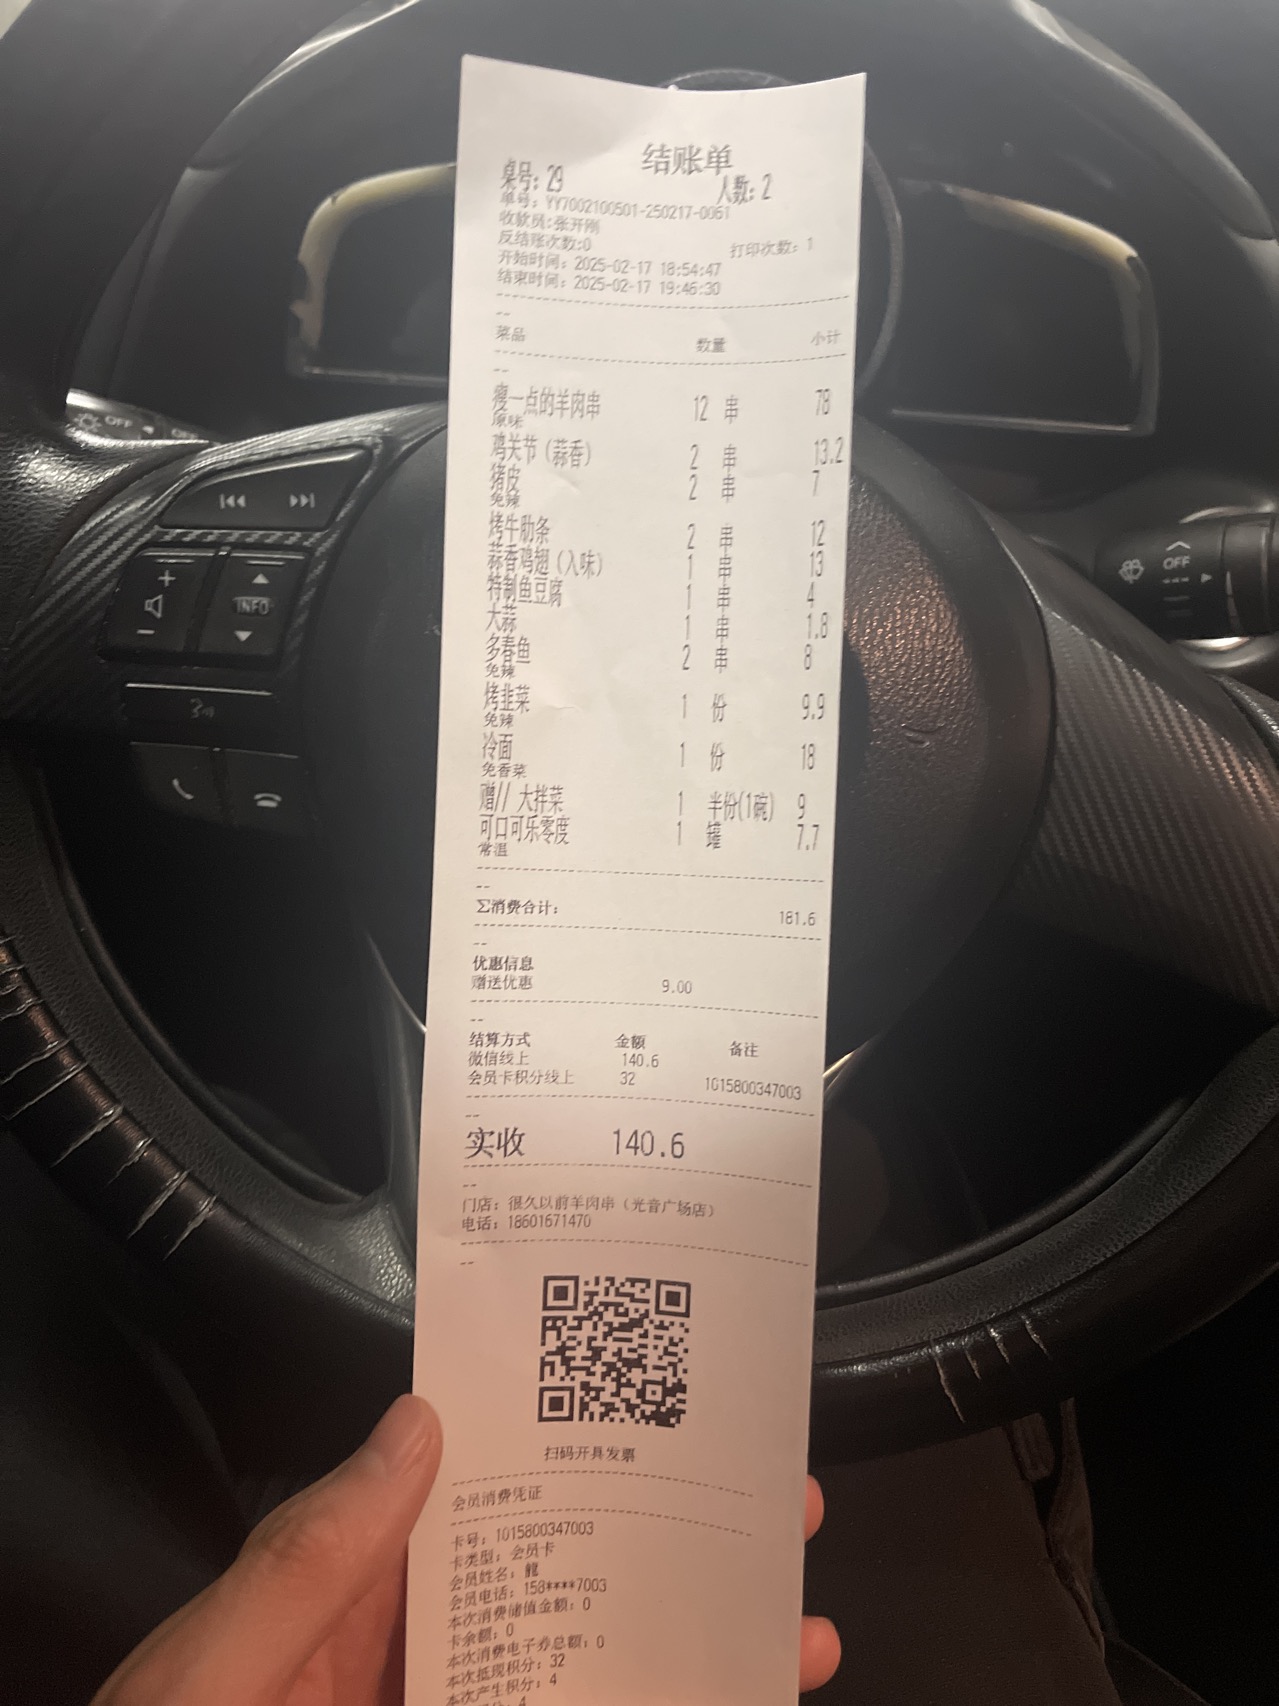 结账单
桌号：29 人数：2
单号：YY7002100501-250217-0061
收款员：张开刚
反结账次数:0 打印次数：1
开始时间：2025-02-17 18:54:47
结束时间：2025-02-17 19:46:30
--
菜品 数量 小计
--
瘦一点的羊肉串 12 串 78
原味
鸡关节（蒜香） 2 串 13.2
猪皮 2 串 7
免辣
烤牛肋条 2 串 12
蒜香鸡翅（入味） 1 串 13
特制鱼豆腐 1 串 4
大蒜 1 串 1.8
多春鱼 2 串 8
免辣
烤韭菜 1 份 9.9
免辣
冷面 1 份 18
免香菜
赠// 大拌菜 1 半份(1碗) 9
可口可乐零度 1 罐 7.7
常温
--
Σ消费合计： 181.6
--
优惠信息
赠送优惠 9.00
--
结算方式 金额 备注
微信线上 140.6
会员卡积分线上 32 1015800347003
--
实收 140.6
--
门店：很久以前羊肉串（光音广场店）
电话：18601671470
--
扫码开具发票
会员消费凭证
卡号：1015800347003
卡类型：会员卡
会员姓名：龍
会员电话：158****7003
本次消费储值金额：0
卡余额：0
本次消费电子券总额：0
本次抵现积分：32
本次产生积分：4
OFF
INFO
OFF